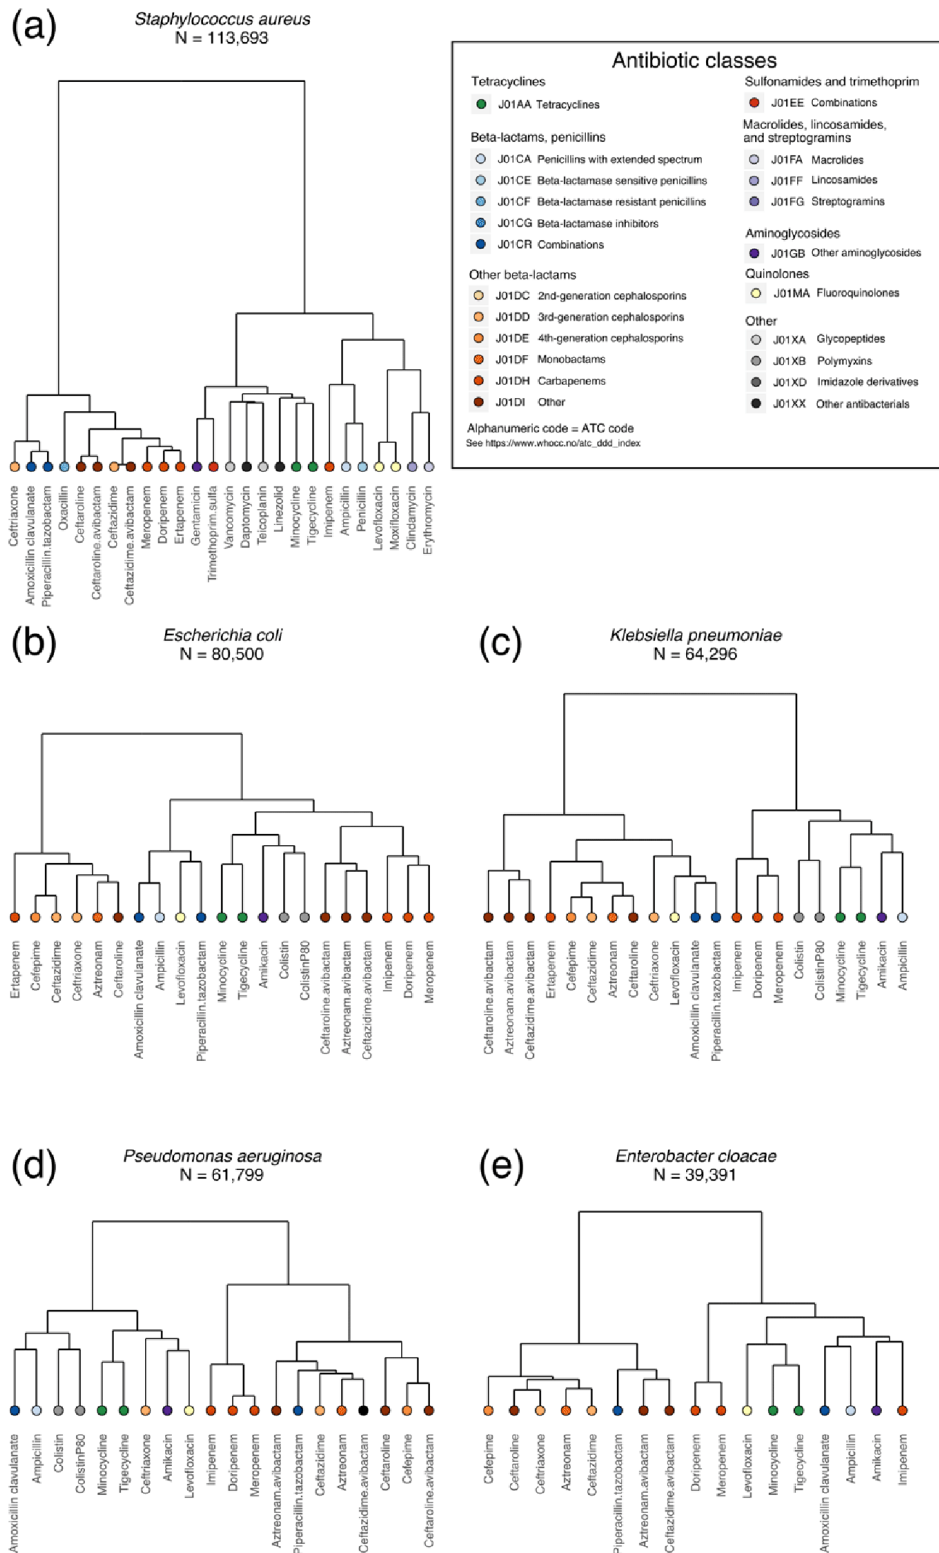 (a)
Staphylococcus aureus
N = 113,693
Antibiotic classes
Tetracyclines
J01AA Tetracyclines
Beta-lactams, penicillins
J01CA Penicillins with extended spectrum
J01CE Beta-lactamase sensitive penicillins
J01CF Beta-lactamase resistant penicillins
J01CG Beta-lactamase inhibitors
J01CR Combinations
Other beta-lactams
J01DC 2nd-generation cephalosporins
J01DD 3rd-generation cephalosporins
J01DE 4th-generation cephalosporins
J01DF Monobactams
J01DH Carbapenems
J01DI Other
Alphanumeric code = ATC code
See https://www.whocc.no/atc_ddd_index
Sulfonamides and trimethoprim
J01EE Combinations
Macrolides, lincosamides,
and streptogramins
J01FA Macrolides
J01FF Lincosamides
J01FG Streptogramins
Aminoglycosides
J01GB Other aminoglycosides
Quinolones
J01MA Fluoroquinolones
Other
J01XA Glycopeptides
J01XB Polymyxins
J01XD Imidazole derivatives
J01XX Other antibacterials
Ceftriaxone
Amoxicillin clavulanate
Piperacillin.tazobactam
Oxacillin
Ceftaroline
Ceftaroline.avibactam
Ceftazidime
Ceftazidime.avibactam
Meropenem
Doripenem
Ertapenem
Gentamicin
Trimethoprim.sulfa
Vancomycin
Daptomycin
Teicoplanin
Linezolid
Minocycline
Tigecycline
Imipenem
Ampicillin
Penicillin
Levofloxacin
Moxifloxacin
Clindamycin
Erythromycin
(b)
Escherichia coli
N = 80,500
Ertapenem
Cefepime
Ceftazidime
Ceftriaxone
Aztreonam
Ceftaroline
Amoxicillin clavulanate
Ampicillin
Levofloxacin
Piperacillin.tazobactam
Minocycline
Tigecycline
Amikacin
Colistin
ColistinP80
Ceftaroline.avibactam
Aztreonam.avibactam
Ceftazidime.avibactam
Imipenem
Doripenem
Meropenem
(c)
Klebsiella pneumoniae
N = 64,296
Ceftaroline.avibactam
Aztreonam.avibactam
Ceftazidime.avibactam
Ertapenem
Cefepime
Ceftazidime
Aztreonam
Ceftaroline
Ceftriaxone
Levofloxacin
Amoxicillin clavulanate
Piperacillin.tazobactam
Imipenem
Doripenem
Meropenem
Colistin
ColistinP80
Minocycline
Tigecycline
Amikacin
Ampicillin
(d)
Pseudomonas aeruginosa
N = 61,799
Amoxicillin clavulanate
Ampicillin
Colistin
ColistinP80
Minocycline
Tigecycline
Ceftriaxone
Amikacin
Levofloxacin
Imipenem
Doripenem
Meropenem
Aztreonam.avibactam
Piperacillin.tazobactam
Ceftazidime
Aztreonam
Ceftazidime.avibactam
Ceftaroline
Cefepime
Ceftaroline.avibactam
(e)
Enterobacter cloacae
N = 39,391
Cefepime
Ceftaroline
Ceftriaxone
Aztreonam
Ceftazidime
Piperacillin.tazobactam
Aztreonam.avibactam
Ceftazidime.avibactam
Doripenem
Meropenem
Levofloxacin
Minocycline
Tigecycline
Amoxicillin clavulanate
Ampicillin
Amikacin
Imipenem